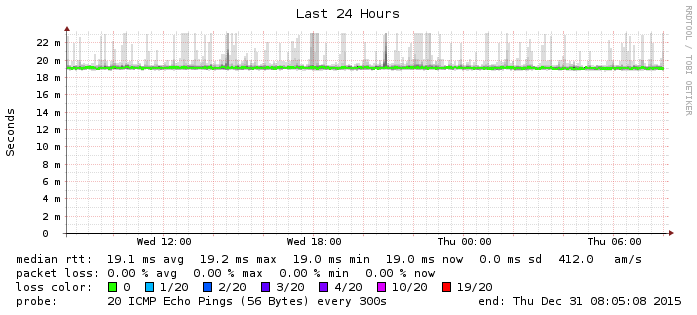 Last 24 Hours
RRDTOOL / TOBI OETIKER
Seconds
22 m
20 m
18 m
16 m
14 m
12 m
10 m
8 m
6 m
4 m
2 m
0
Wed 12:00 Wed 18:00 Thu 00:00 Thu 06:00
median rtt: 19.1 ms avg 19.2 ms max 19.0 ms min 19.0 ms now 0.0 ms sd 412.0 am/s
packet loss: 0.00 % avg 0.00 % max 0.00 % min 0.00 % now
loss color: 0 1/20 2/20 3/20 4/20 10/20 19/20
probe: 20 ICMP Echo Pings (56 Bytes) every 300s end: Thu Dec 31 08:05:08 2015